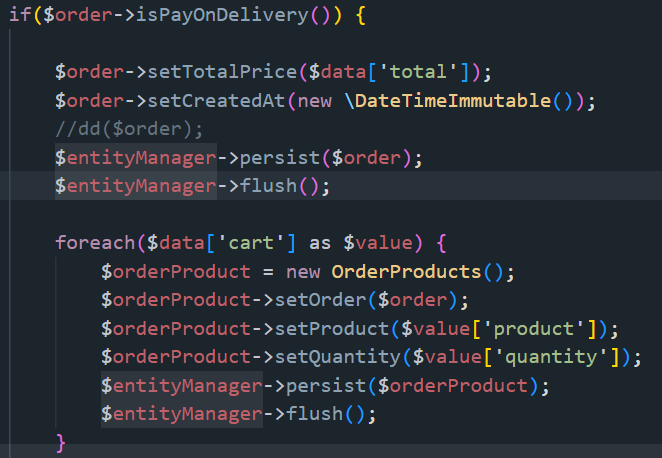 if($order->isPayOnDelivery()) {
$order->setTotalPrice($data['total']);
$order->setCreatedAt(new \DateTimeImmutable());
//dd($order);
$entityManager->persist($order);
$entityManager->flush();
foreach($data['cart'] as $value) {
$orderProduct = new OrderProducts();
$orderProduct->setOrder($order);
$orderProduct->setProduct($value['product']);
$orderProduct->setQuantity($value['quantity']);
$entityManager->persist($orderProduct);
$entityManager->flush();
}